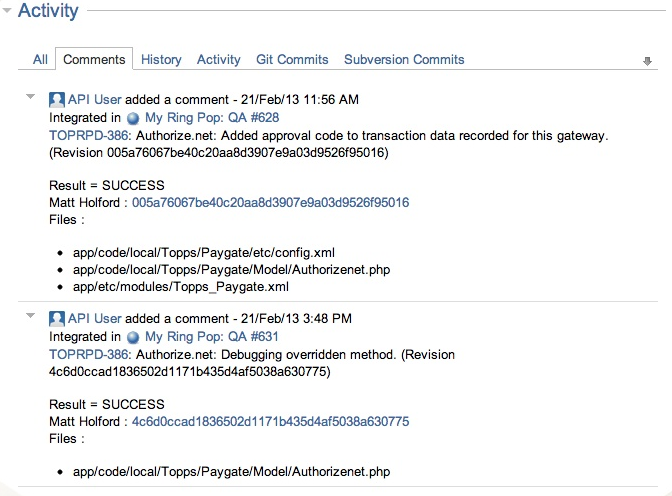 Activity
All Comments History Activity Git Commits Subversion Commits
API User added a comment - 21/Feb/13 11:56 AM
Integrated in My Ring Pop: QA #628
TOPRPD-386: Authorize.net: Added approval code to transaction data recorded for this gateway.
(Revision 005a76067be40c20aa8d3907e9a03d9526f95016)
Result = SUCCESS
Matt Holford : 005a76067be40c20aa8d3907e9a03d9526f95016
Files :
• app/code/local/Topps/Paygate/etc/config.xml
• app/code/local/Topps/Paygate/Model/Authorizenet.php
• app/etc/modules/Topps_Paygate.xml
API User added a comment - 21/Feb/13 3:48 PM
Integrated in My Ring Pop: QA #631
TOPRPD-386: Authorize.net: Debugging overridden method. (Revision
4c6d0ccad1836502d1171b435d4af5038a630775)
Result = SUCCESS
Matt Holford : 4c6d0ccad1836502d1171b435d4af5038a630775
Files :
• app/code/local/Topps/Paygate/Model/Authorizenet.php